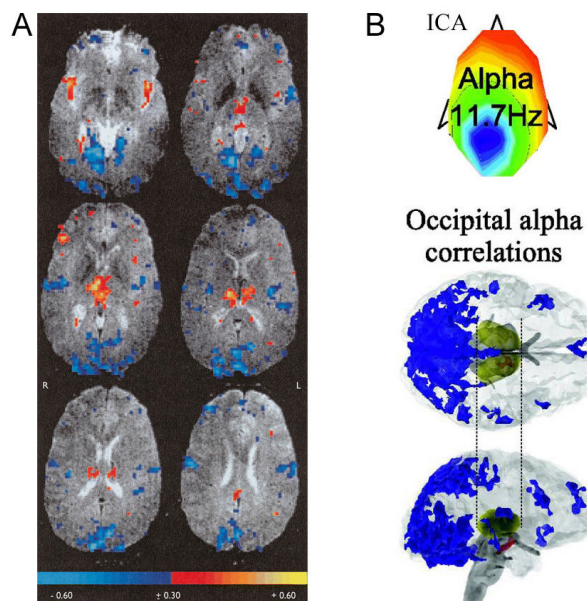 A
B
ICA
Alpha
11.7Hz
Occipital alpha
correlations
R
L
- 0.60
± 0.30
+ 0.60